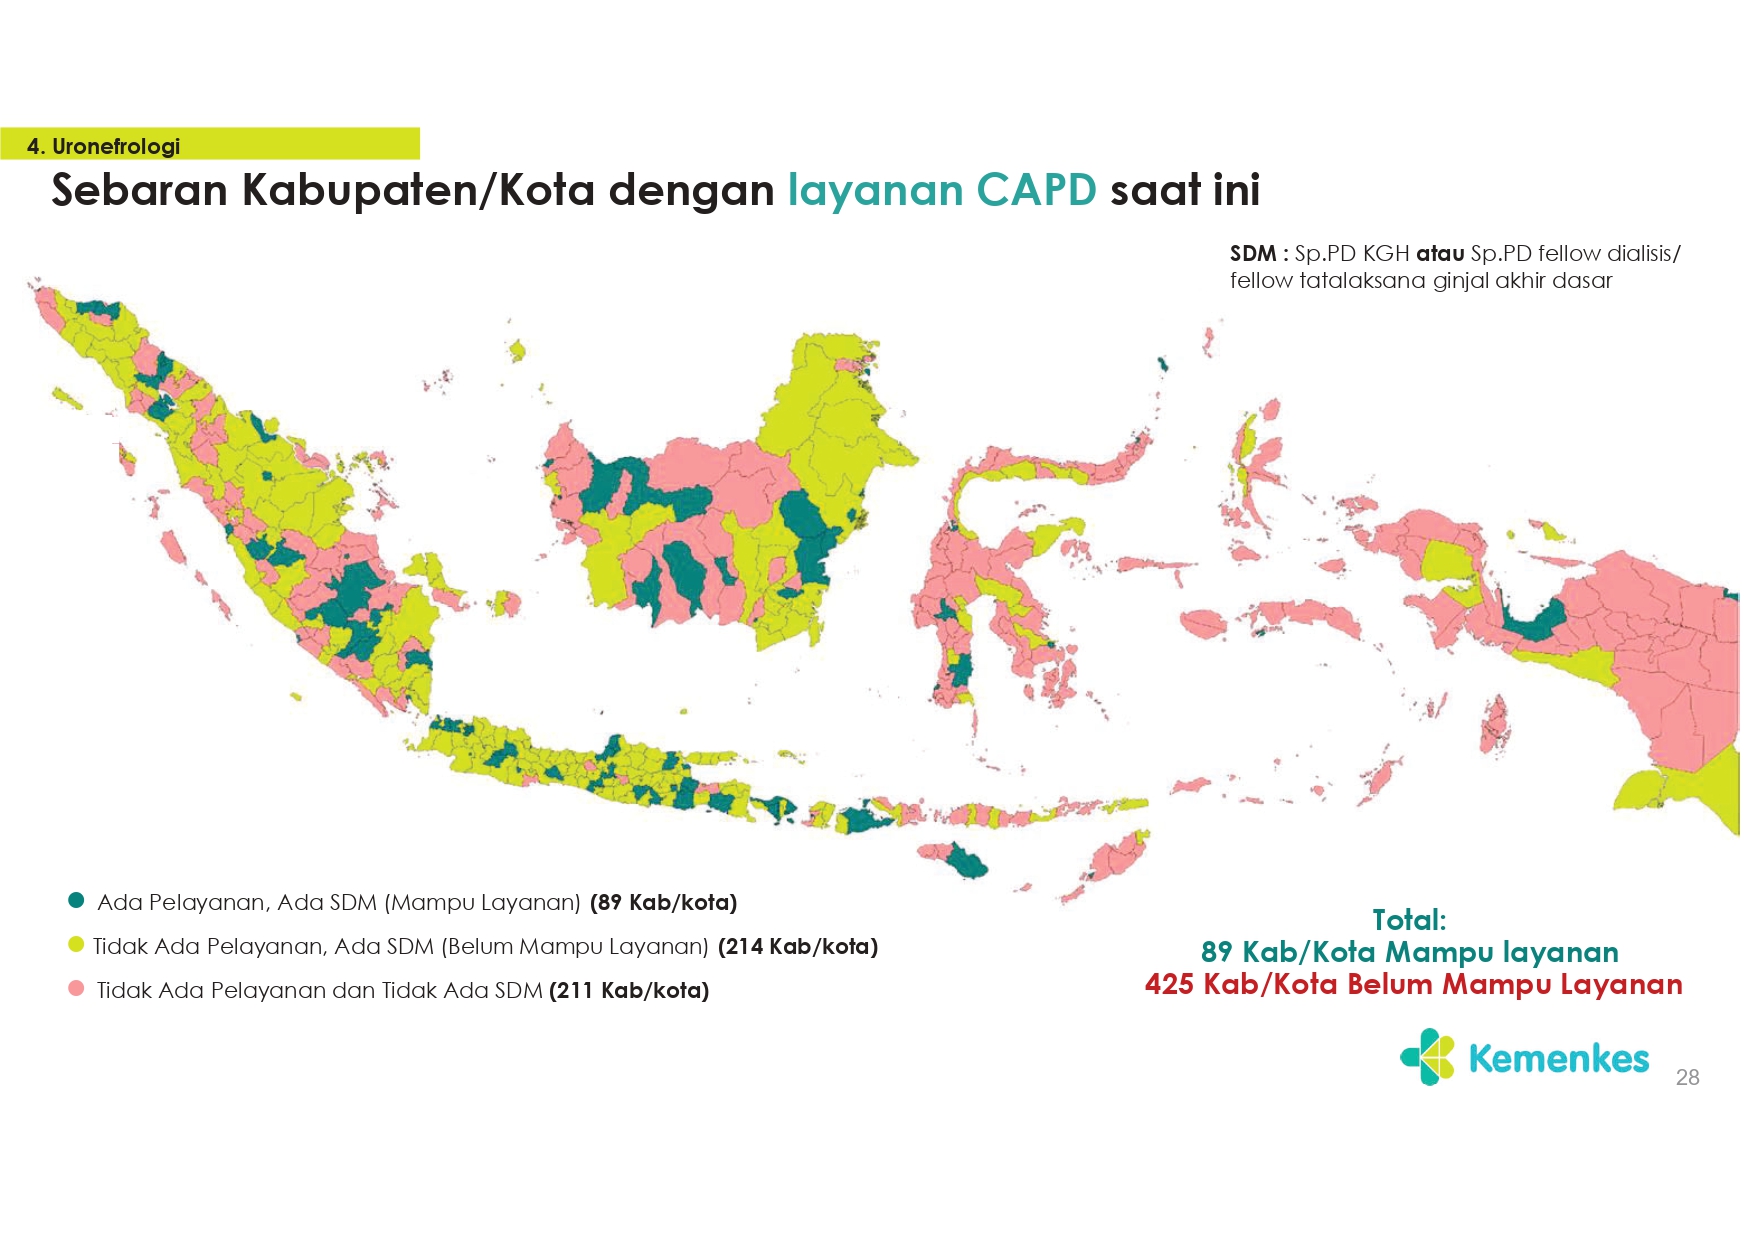 4. Uronefrologi
Sebaran Kabupaten/Kota dengan layanan CAPD saat ini
SDM : Sp.PD KGH atau Sp.PD fellow dialisis/
fellow tatalaksana ginjal akhir dasar
Ada Pelayanan, Ada SDM (Mampu Layanan) (89 Kab/kota)
Tidak Ada Pelayanan, Ada SDM (Belum Mampu Layanan) (214 Kab/kota)
Tidak Ada Pelayanan dan Tidak Ada SDM (211 Kab/kota)
Total:
89 Kab/Kota Mampu layanan
425 Kab/Kota Belum Mampu Layanan
Kemenkes
28